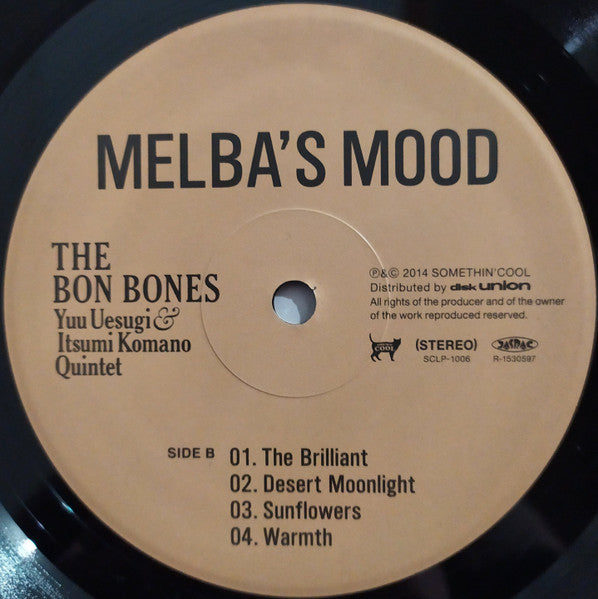 MELBA'S MOOD
THE
BON BONES
Yuu Uesugi &
Itsumi Komano
Quintet
℗&© 2014 SOMETHIN'COOL
Distributed by disk union
All rights of the producer and of the owner
of the work reproduced reserved.
COOL
(STEREO)
SCLP-1006
JASRAC
R-1530597
SIDE B
01. The Brilliant
02. Desert Moonlight
03. Sunflowers
04. Warmth